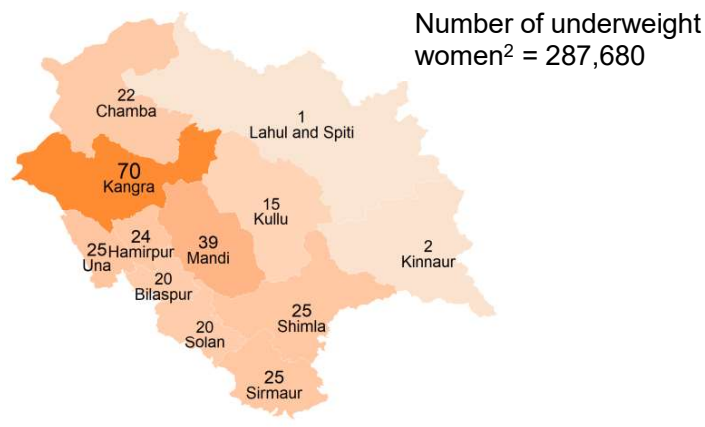 Number of underweight
women² = 287,680
22
Chamba
1
Lahul and Spiti
70
Kangra
15
Kullu
25
Una
24
Hamirpur
39
Mandi
2
Kinnaur
20
Bilaspur
25
Shimla
20
Solan
25
Sirmaur